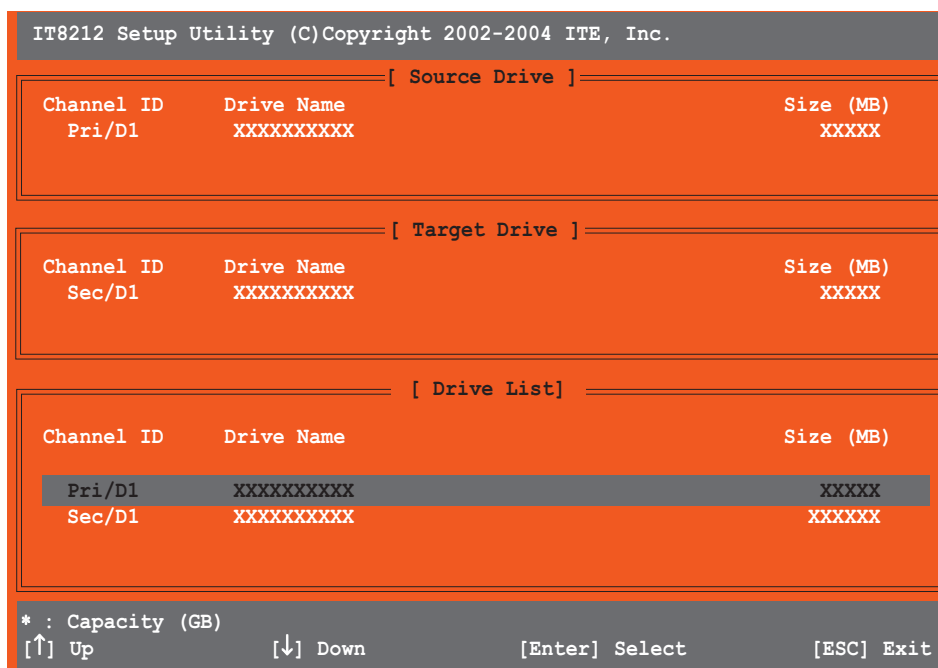 IT8212 Setup Utility (C)Copyright 2002-2004 ITE, Inc.
[ Source Drive ]
Channel ID Drive Name Size (MB)
Pri/D1 XXXXXXXXXX XXXXX
[ Target Drive ]
Channel ID Drive Name Size (MB)
Sec/D1 XXXXXXXXXX XXXXX
[ Drive List]
Channel ID Drive Name Size (MB)
Pri/D1 XXXXXXXXXX XXXXX
Sec/D1 XXXXXXXXXX XXXXXX
* : Capacity (GB)
[↑] Up [↓] Down [Enter] Select [ESC] Exit